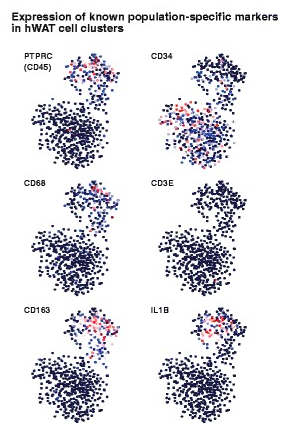 Expression of known population-specific markers
in hWAT cell clusters
PTPRC
(CD45)
CD34
CD68
CD3E
CD163
IL1B